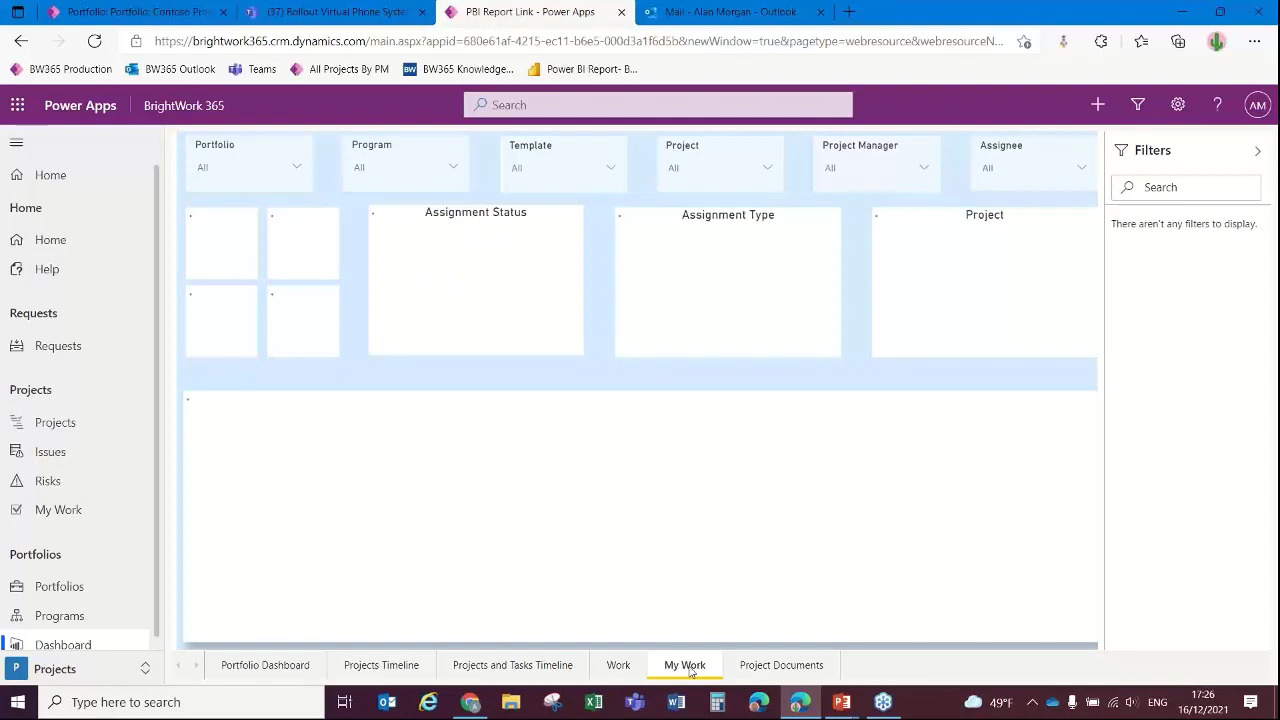 Portfolio: Portfolio: Contoso Pro
(37) Rollout Virtual Phone Syste
PBI Report Link - Power Apps
Mail - Alan Morgan - Outlook
https://brightwork365.crm.dynamics.com/main.aspx?appid=680e61af-4215-ec11-b6e5-000d3a1f6d5b&newWindow=true&pagetype=webresource&webresourceN...
BW365 Production
BW365 Outlook
Teams
All Projects By PM
BW365 Knowledge...
Power BI Report- B...
Power Apps
BrightWork 365
Search
AM
Home
Home
Home
Help
Requests
Requests
Projects
Projects
Issues
Risks
My Work
Portfolios
Portfolios
Programs
Dashboard
P Projects
Portfolio
All
Program
All
Template
All
Project
All
Project Manager
All
Assignee
All
Assignment Status
Assignment Type
Project
Filters
Search
There aren't any filters to display.
Portfolio Dashboard
Projects Timeline
Projects and Tasks Timeline
Work
My Work
Project Documents
Type here to search
49°F
ENG
17:26
16/12/2021